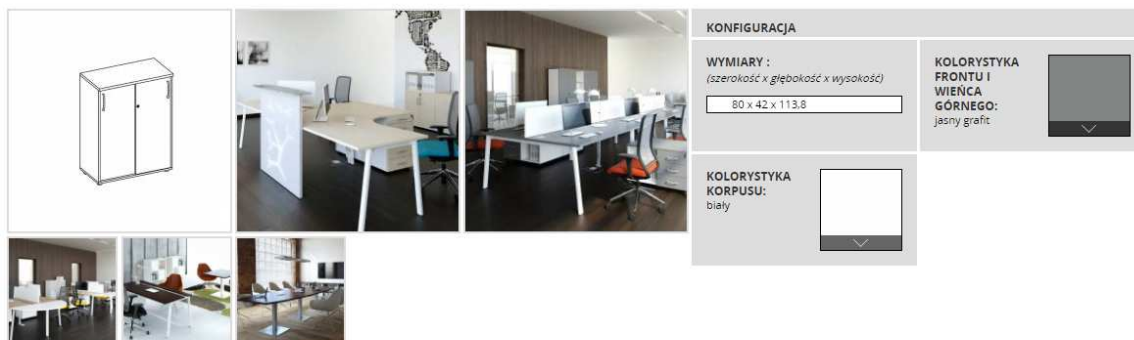 KONFIGURACJA
WYMIARY :
(szerokość x głębokość x wysokość)
80 x 42 x 113,8
KOLORYSTYKA
FRONTU I
WIEŃCA
GÓRNEGO:
jasny grafit
KOLORYSTYKA
KORPUSU:
biały